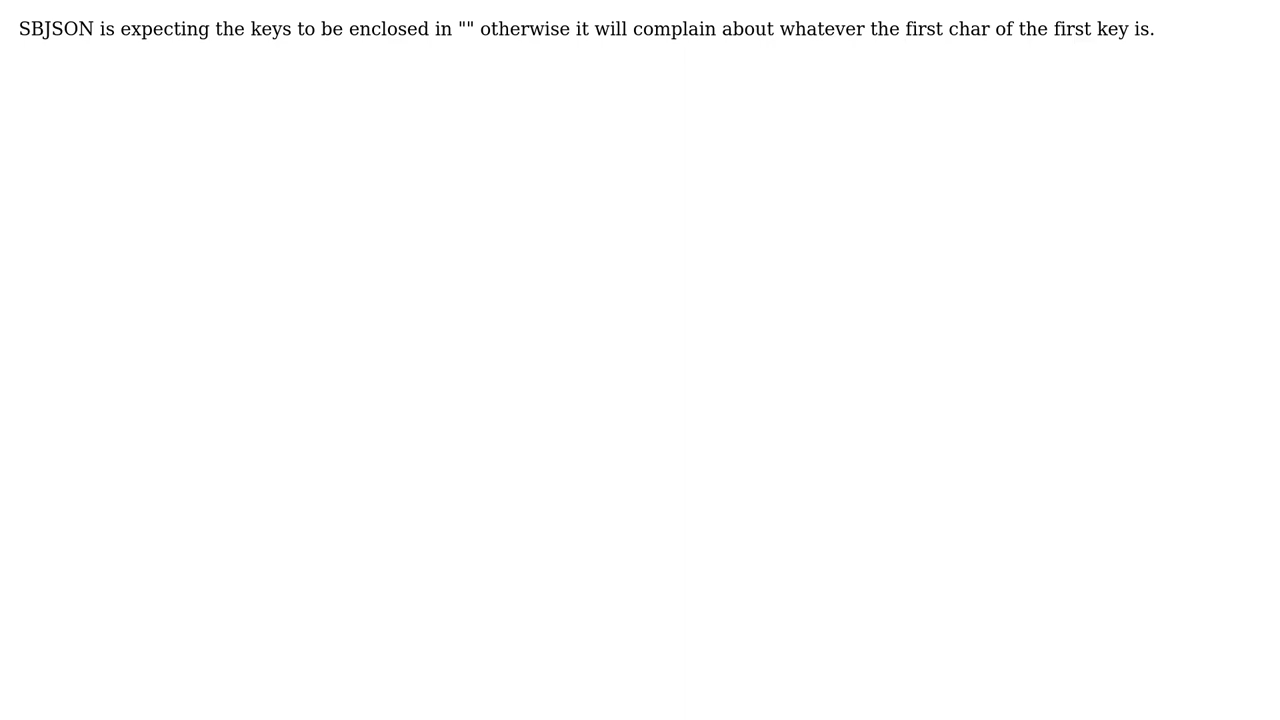 SBJSON is expecting the keys to be enclosed in "" otherwise it will complain about whatever the first char of the first key is.